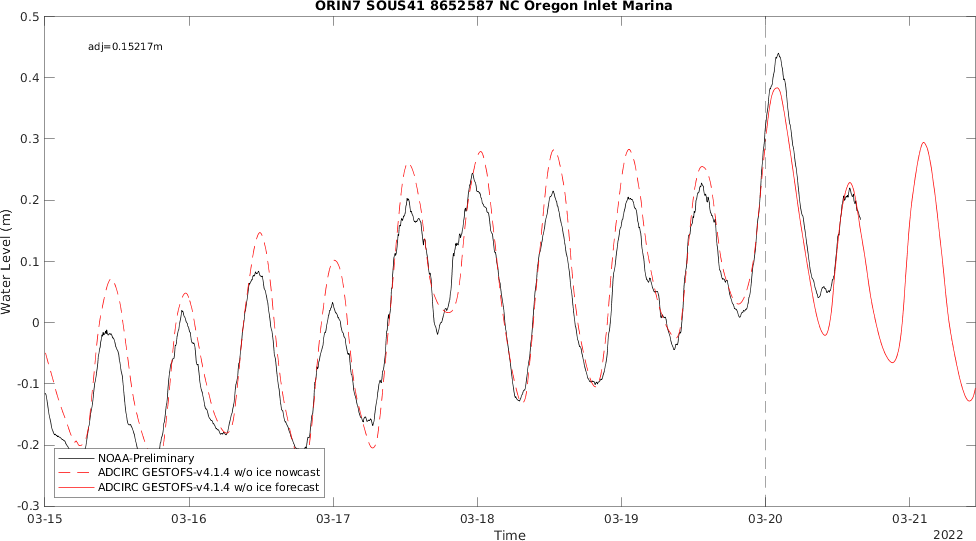 ORIN7 SOUS41 8652587 NC Oregon Inlet Marina
0.5
adj=0.15217m
0.4
0.3
0.2
0.1
0
-0.1
-0.2
-0.3
Water Level (m)
NOAA-Preliminary
ADCIRC GESTOFS-v4.1.4 w/o ice nowcast
ADCIRC GESTOFS-v4.1.4 w/o ice forecast
03-15 03-16 03-17 03-18 03-19 03-20 03-21
Time
2022